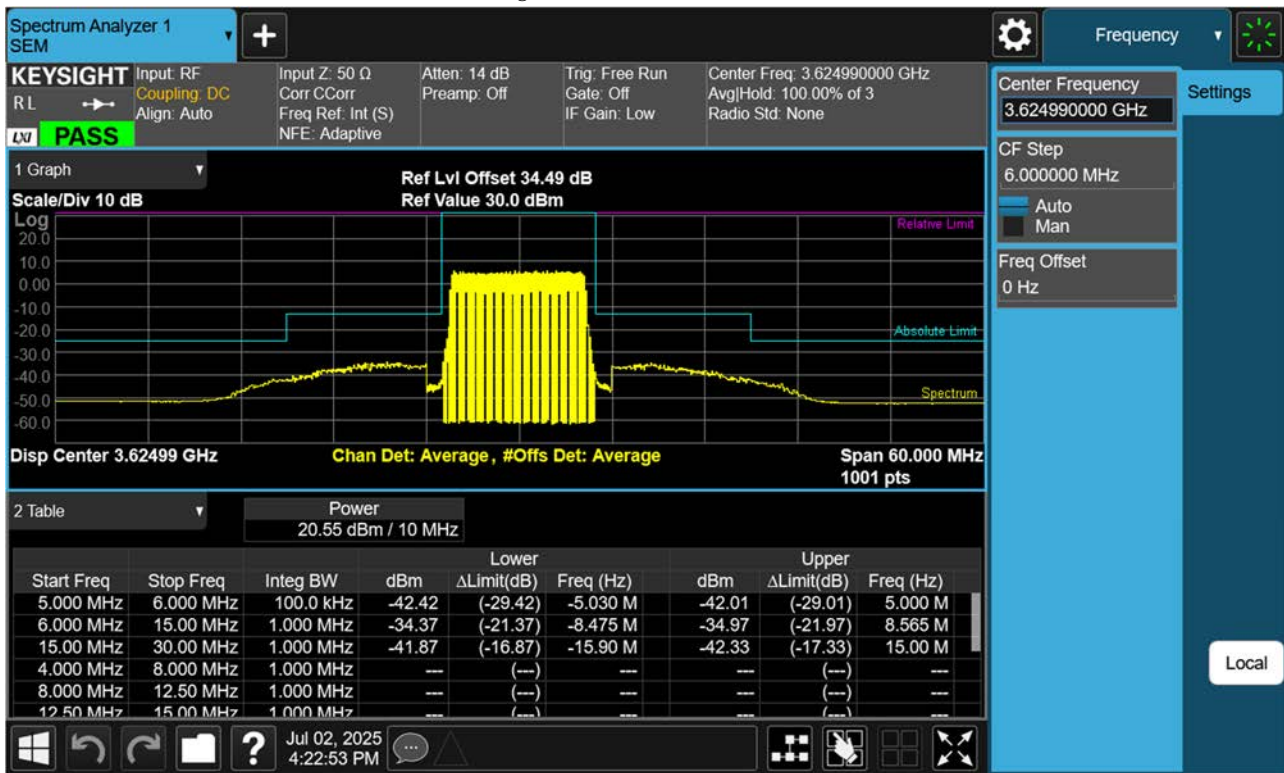 Spectrum Analyzer 1
SEM
Frequency
KEYSIGHT
R L
LXI PASS
Input: RF
Coupling: DC
Align: Auto
Input Z: 50 Ω
Corr CCorr
Freq Ref: Int (S)
NFE: Adaptive
Atten: 14 dB
Preamp: Off
Trig: Free Run
Gate: Off
IF Gain: Low
Center Freq: 3.624990000 GHz
Avg|Hold: 100.00% of 3
Radio Std: None
Center Frequency
3.624990000 GHz
Settings
CF Step
6.000000 MHz
Auto
Man
Freq Offset
0 Hz
Local
1 Graph
Scale/Div 10 dB
Ref Lvl Offset 34.49 dB
Ref Value 30.0 dBm
Log
20.0
10.0
0.00
-10.0
-20.0
-30.0
-40.0
-50.0
-60.0
Relative Limit
Absolute Limit
Spectrum
Disp Center 3.62499 GHz
Chan Det: Average, #Offs Det: Average
Span 60.000 MHz
1001 pts
2 Table
Power
20.55 dBm / 10 MHz
Lower Upper
Start Freq Stop Freq Integ BW dBm ΔLimit(dB) Freq (Hz) dBm ΔLimit(dB) Freq (Hz)
5.000 MHz 6.000 MHz 100.0 kHz -42.42 (-29.42) -5.030 M -42.01 (-29.01) 5.000 M
6.000 MHz 15.00 MHz 1.000 MHz -34.37 (-21.37) -8.475 M -34.97 (-21.97) 8.565 M
15.00 MHz 30.00 MHz 1.000 MHz -41.87 (-16.87) -15.90 M -42.33 (-17.33) 15.00 M
4.000 MHz 8.000 MHz 1.000 MHz --- (---) --- --- (---) ---
8.000 MHz 12.50 MHz 1.000 MHz --- (---) --- --- (---) ---
12.50 MHz 15.00 MHz 1.000 MHz --- (---) --- --- (---) ---
Jul 02, 2025
4:22:53 PM